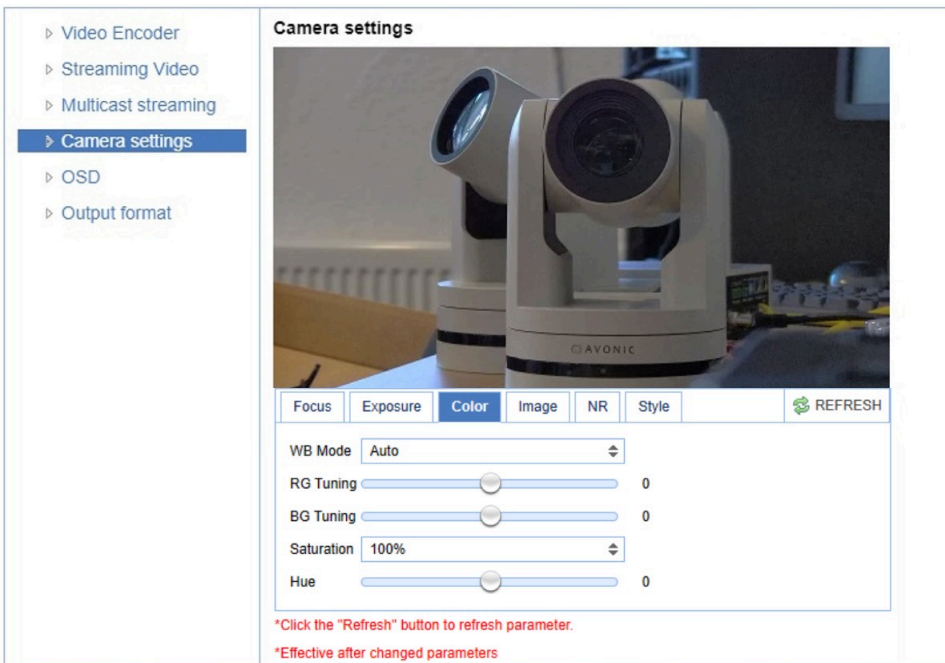 Video Encoder
Streamimg Video
Multicast streaming
Camera settings
OSD
Output format
Camera settings
AVONIC
Focus Exposure Color Image NR Style REFRESH
WB Mode Auto
RG Tuning 0
BG Tuning 0
Saturation 100%
Hue 0
*Click the "Refresh" button to refresh parameter.
*Effective after changed parameters